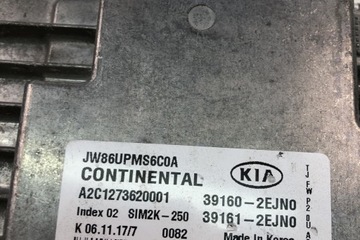 JW86UPMS6C0A
CONTINENTAL
KIA
A2C1273620001
39160-2EJN0
Index 02 SIM2K-250
39161-2EJN0
K 06.11.17/7 0082
Made in Korea